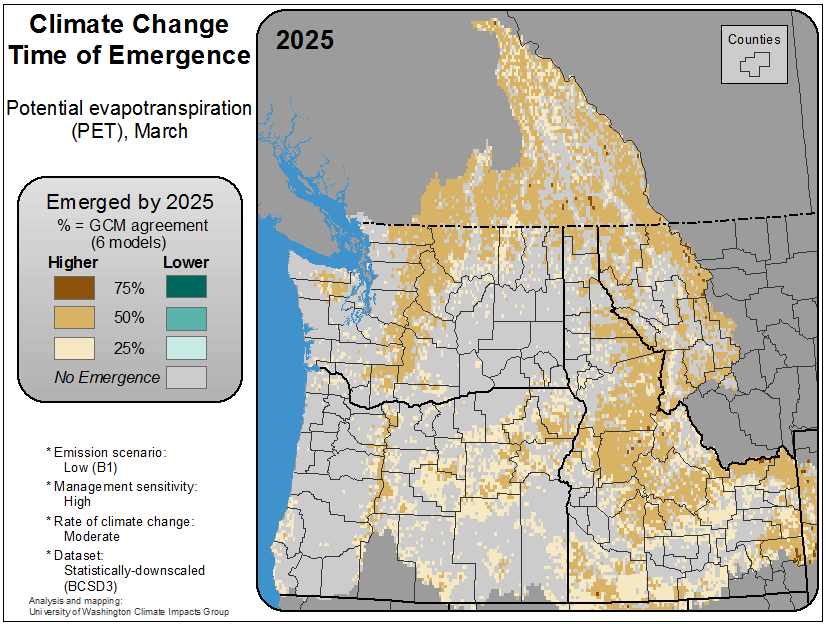 Climate Change
Time of Emergence
Potential evapotranspiration
(PET), March
Emerged by 2025
% = GCM agreement
(6 models)
Higher Lower
75%
50%
25%
No Emergence
* Emission scenario:
Low (B1)
* Management sensitivity:
High
* Rate of climate change:
Moderate
* Dataset:
Statistically-downscaled
(BCSD3)
Analysis and mapping:
University of Washington Climate Impacts Group
2025
Counties